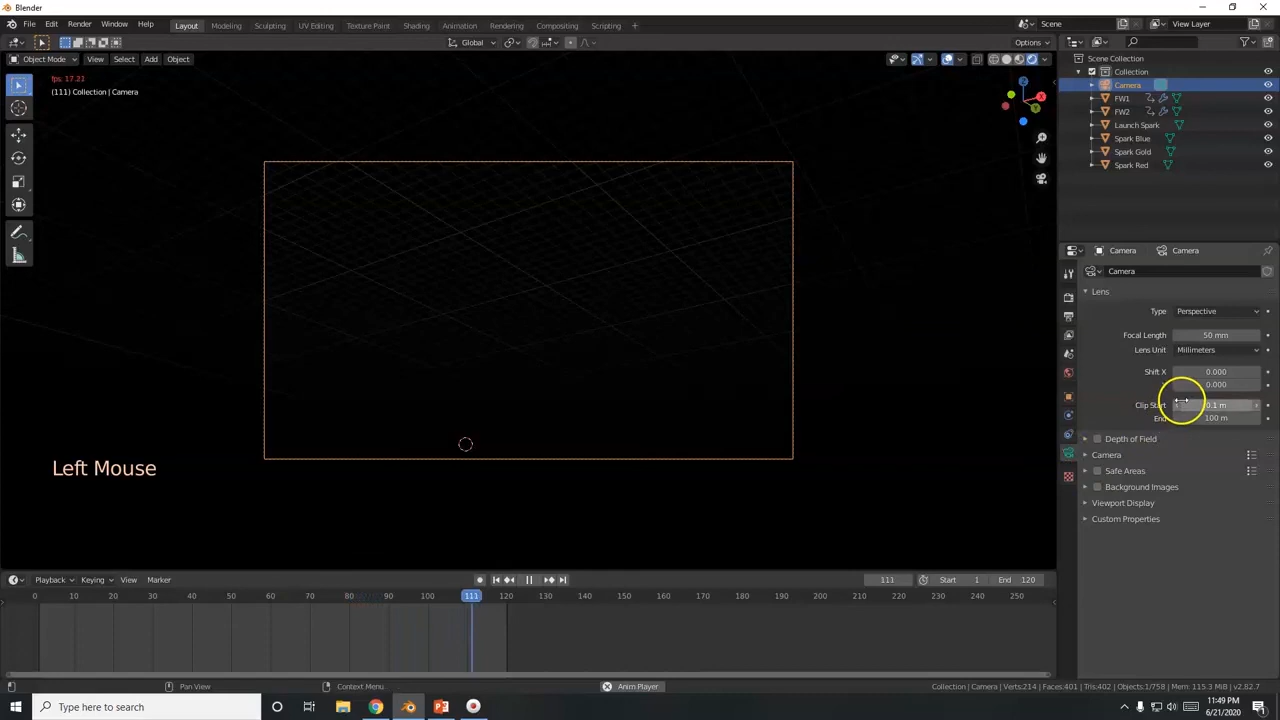 Blender
File Edit Render Window Help
Layout Modeling Sculpting UV Editing Texture Paint Shading Animation Rendering Compositing Scripting +
Scene
View Layer
Global
Options
Object Mode View Select Add Object
fps: 17.21
(111) Collection | Camera
X
Y
Z
Left Mouse
Scene Collection
Collection
Camera
FW1
FW2
Launch Spark
Spark Blue
Spark Gold
Spark Red
Camera Camera
Camera
Lens
Type Perspective
Focal Length 50 mm
Lens Unit Millimeters
Shift X 0.000
0.000
Clip Start 0.1 m
End 100 m
Depth of Field
Camera
Safe Areas
Background Images
Viewport Display
Custom Properties
Playback Keying View Marker
111 Start 1 End 120
0 10 20 30 40 50 60 70 80 90 100 111 120 130 140 150 160 170 180 190 200 210 220 230 240 250
Pan View Context Menu Anim Player
Collection | Camera | Verts:214 | Faces:401 | Tris:402 | Objects:1/758 | Mem: 115.3 MiB | v2.82.7
Type here to search
11:49 PM
6/21/2020